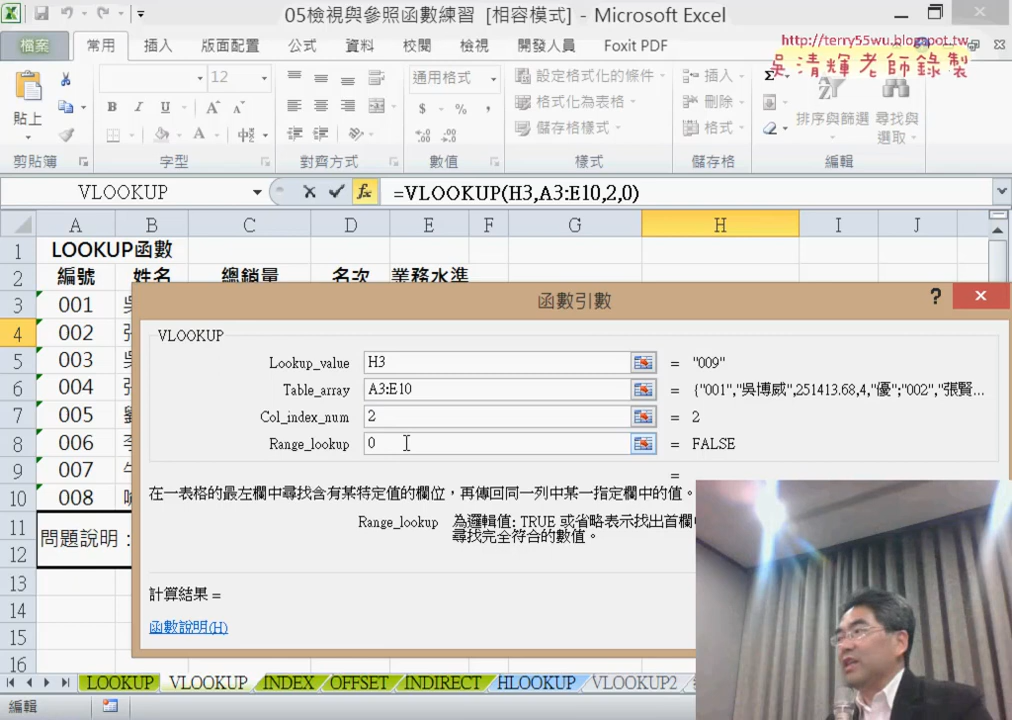 05檢視與參照函數練習 [相容模式] - Microsoft Excel
檔案 常用 插入 版面配置 公式 資料 校閱 檢視 開發人員 Foxit PDF
http://terry55wu.blogspot.tw
吳清輝老師錄製
貼上 12 B I U A A 中 通用格式 $ % , 設定格式化的條件 格式化為表格 儲存格樣式 插入 刪除 格式 Σ 排序與篩選 尋找與選取
剪貼簿 字型 對齊方式 數值 樣式 儲存格 編輯
VLOOKUP =VLOOKUP(H3,A3:E10,2,0)
A B C D E F G H I J
1 LOOKUP函數
2 編號 姓名 總銷量 名次 業務水準
3 001
4 002
5 003
6 004
7 005
8 006
9 007
10 008
11
問題說明：
12
13
14
15
16
函數引數 ?
VLOOKUP
Lookup_value H3 = "009"
Table_array A3:E10 = {"001","吳博威",251413.68,4,"優";"002","張賢...
Col_index_num 2 = 2
Range_lookup 0 = FALSE
=
在一表格的最左欄中尋找含有某特定值的欄位，再傳回同一列中某一指定欄中的值。
Range_lookup 為邏輯值: TRUE 或省略表示找出首欄
尋找完全符合的數值。
計算結果 =
函數說明(H)
LOOKUP VLOOKUP INDEX OFFSET INDIRECT HLOOKUP VLOOKUP2
編輯